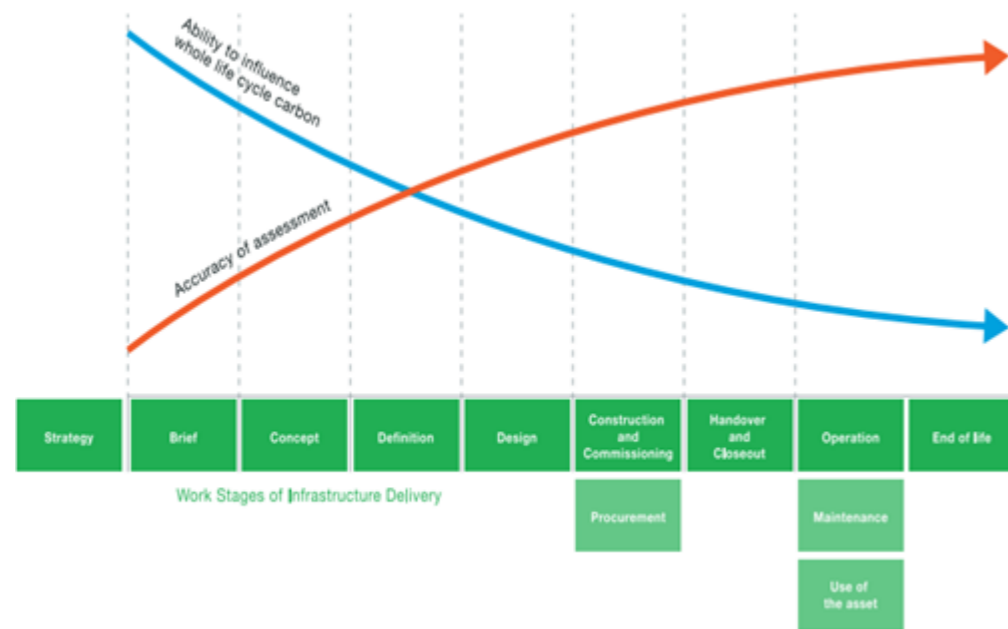 Ability to influence
whole life cycle carbon
Accuracy of assessment
Strategy
Brief
Concept
Definition
Design
Construction
and
Commissioning
Handover
and
Closeout
Operation
End of life
Work Stages of Infrastructure Delivery
Procurement
Maintenance
Use of
the asset